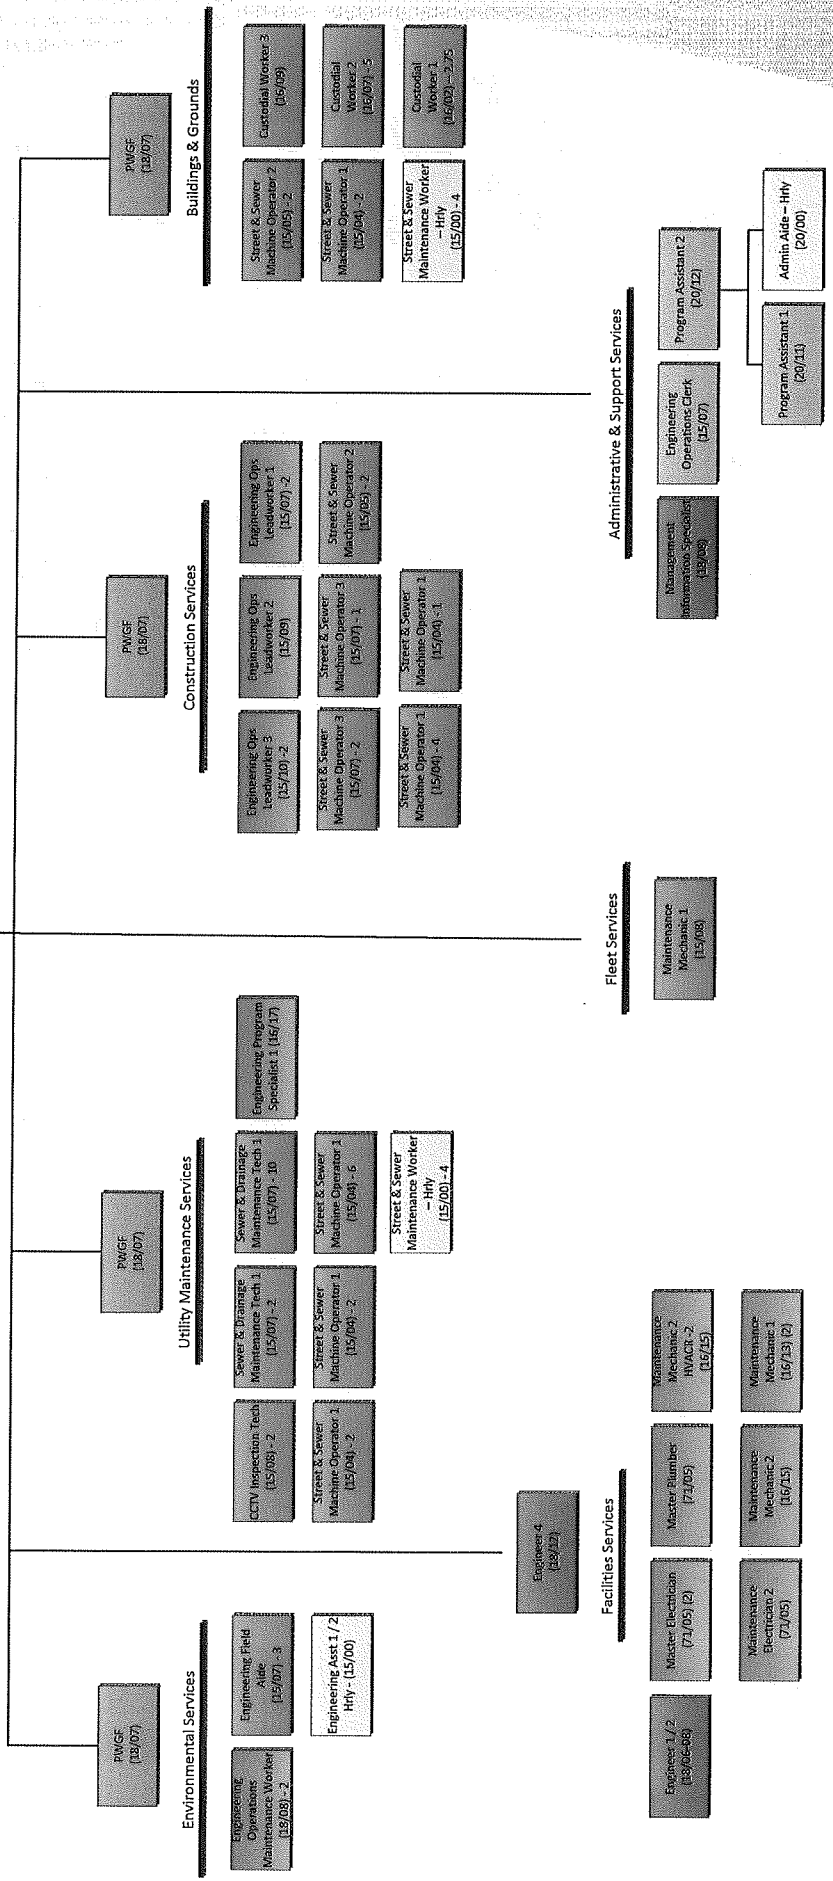 PWGF
(18/07)
Environmental Services
Engineering
Operations
Maintenance Worker
(18/08) - 2
Engineering Field
Aide
(15/07) - 3
Engineering Asst 1 / 2
Hrly - (15/00)
PWGF
(18/07)
Utility Maintenance Services
CCTV Inspection Tech
(15/08) - 2
Sewer & Drainage
Maintenance Tech 1
(15/07) - 2
Sewer & Drainage
Maintenance Tech 1
(15/07) - 10
Engineering Program
Specialist 1 (16/17)
Street & Sewer
Machine Operator 1
(15/04) - 2
Street & Sewer
Machine Operator 1
(15/04) - 2
Street & Sewer
Machine Operator 1
(15/04) - 6
Street & Sewer
Maintenance Worker
– Hrly
(15/00) - 4
PWGF
(18/07)
Construction Services
Engineering Ops
Leadworker 3
(15/10) -2
Engineering Ops
Leadworker 2
(15/09)
Engineering Ops
Leadworker 1
(15/07) -2
Street & Sewer
Machine Operator 3
(15/07) - 2
Street & Sewer
Machine Operator 3
(15/07) - 1
Street & Sewer
Machine Operator 2
(15/05) - 2
Street & Sewer
Machine Operator 1
(15/04) - 4
Street & Sewer
Machine Operator 1
(15/04) - 1
PWGF
(18/07)
Buildings & Grounds
Street & Sewer
Machine Operator 2
(15/05) - 2
Custodial Worker 3
(16/09)
Street & Sewer
Machine Operator 1
(15/04) - 2
Custodial
Worker 2
(16/07) - 5
Street & Sewer
Maintenance Worker
– Hrly
(15/00) - 4
Custodial
Worker 1
(16/02) – 2.75
Engineer 4
(18/12)
Facilities Services
Engineer 1 / 2
(18/06-08)
Master Electrician
(71/05) (2)
Master Plumber
(71/05)
Maintenance
Mechanic 2
HVACR -2
(16/15)
Maintenance
Electrician 2
(71/05)
Maintenance
Mechanic 2
(16/15)
Maintenance
Mechanic 1
(16/13) (2)
Fleet Services
Maintenance
Mechanic 1
(15/08)
Administrative & Support Services
Management
Information Specialist
(18/08)
Engineering
Operations Clerk
(15/07)
Program Assistant 2
(20/12)
Program Assistant 1
(20/11)
Admin Aide – Hrly
(20/00)